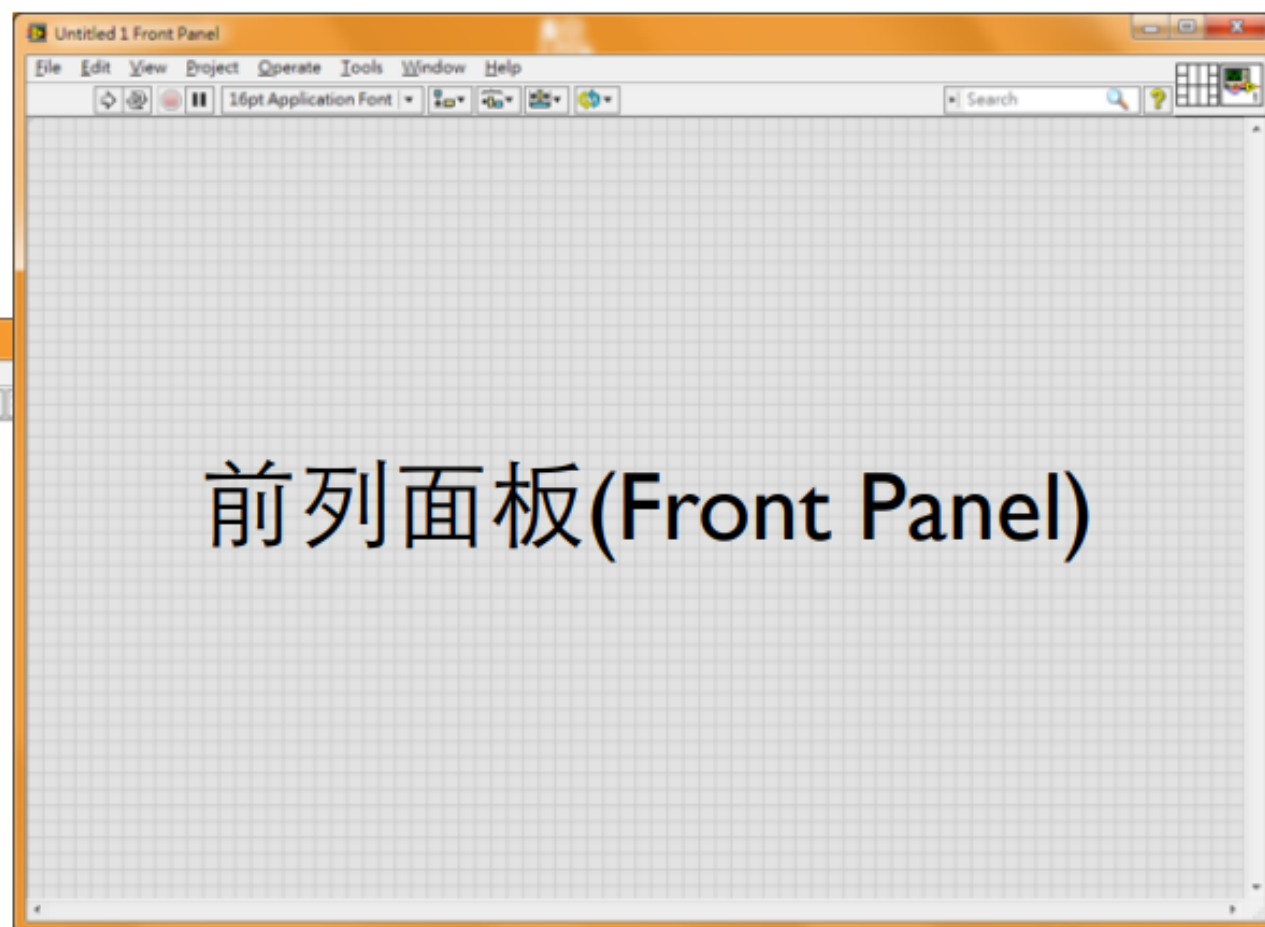 Untitled 1 Front Panel
File Edit View Project Operate Tools Window Help
16pt Application Font
Search
前列面板(Front Panel)